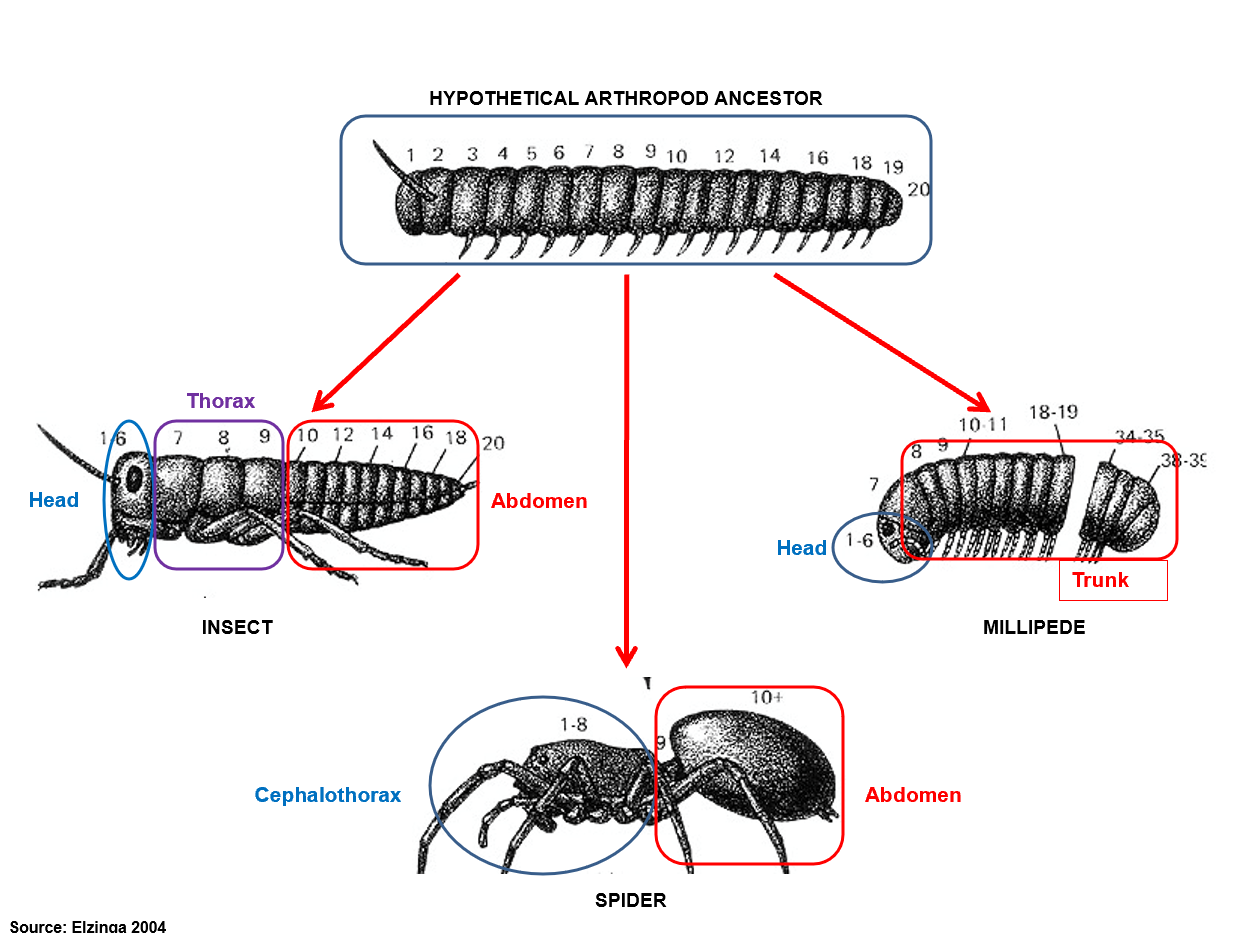 HYPOTHETICAL ARTHROPOD ANCESTOR
1 2 3 4 5 6 7 8 9 10 12 14 16 18 19 20
Thorax
1-6 7 8 9 10 12 14 16 18 20
Head
Abdomen
INSECT
7 8 9 10-11 18-19 34-35 38-39
1-6
Head
Trunk
MILLIPEDE
1-8 9 10+
Cephalothorax
Abdomen
SPIDER
Source: Elzinga 2004